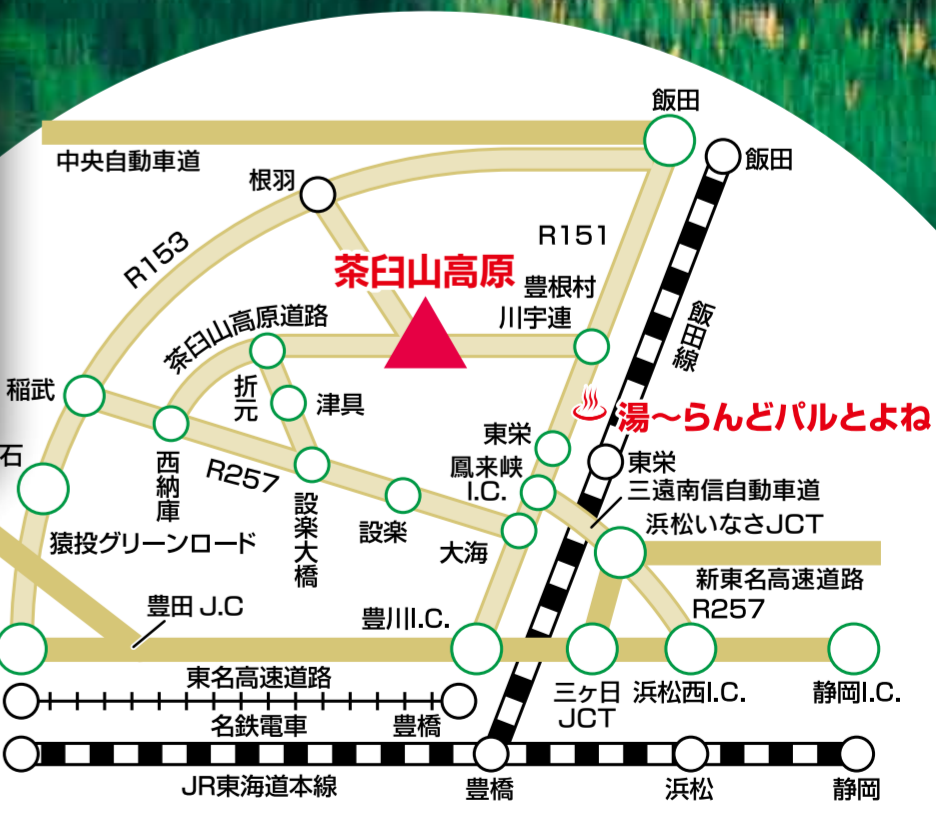 飯田
中央自動車道
飯田
根羽
R153
R151
茶臼山高原
豊根村
川宇連
茶臼山高原道路
飯田線
稲武
折元
津具
湯〜らんどパルとよね
東栄
石
西納庫
R257
鳳来峡
I.C.
東栄
三遠南信自動車道
設楽大橋
設楽
浜松いなさJCT
猿投グリーンロード
大海
新東名高速道路
豊田 J.C
豊川I.C.
R257
東名高速道路
三ヶ日
JCT
浜松西I.C.
静岡I.C.
名鉄電車
豊橋
JR東海道本線
豊橋
浜松
静岡